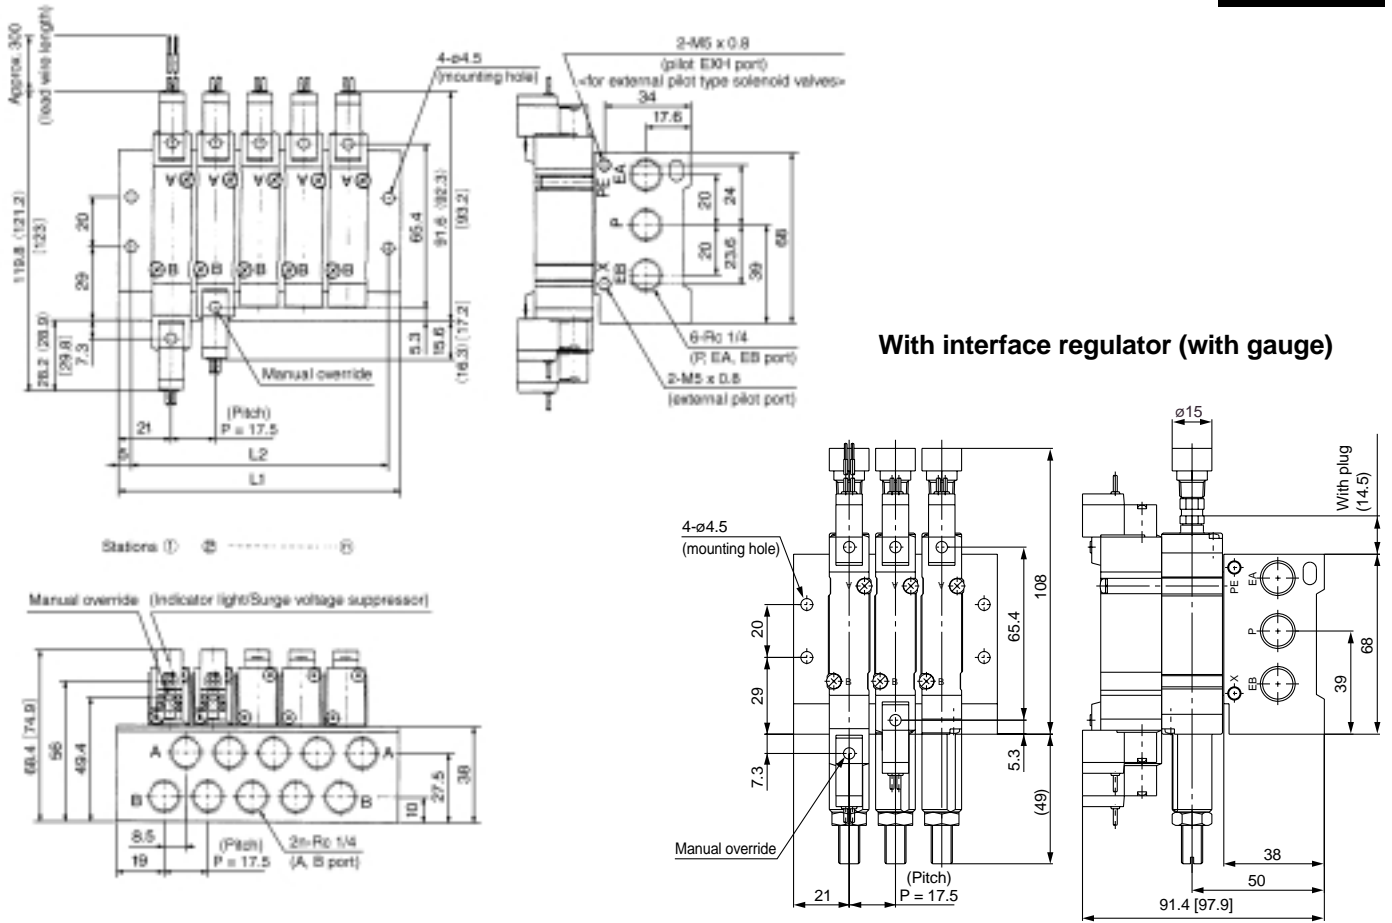 Approx. 300
(lead wire length)
4-ø4.5
(mounting hole)
2-M5 x 0.8
(pilot EXH port)
<for external pilot type solenoid valves>
34
17.6
119.8 (121.2)
[123]
20
29
28.2 (28.9)
[29.8]
7.3
A A A A A
B B B B B
65.4
91.6 (92.3)
[93.2]
5.3
15.6
(16.3) [17.2]
Manual override
(Pitch)
P = 17.5
21
5
L2
L1
PE
EA
P
X
EB
20
24
20
23.6
39
68
6-Rc 1/4
(P, EA, EB port)
2-M5 x 0.8
(external pilot port)
Stations ① ② ⓝ
Manual override
(Indicator light/Surge voltage suppressor)
68.4 [74.9]
56
49.4
A
A
B
B
10
27.5
38
8.5
19
(Pitch)
P = 17.5
2n-Rc 1/4
(A, B port)
With interface regulator (with gauge)
4-ø4.5
(mounting hole)
20
29
7.3
A A A
B B B
65.4
108
5.3
(49)
Manual override
21
(Pitch)
P = 17.5
ø15
With plug
(14.5)
PE
EA
P
X
EB
39
68
38
50
91.4 [97.9]